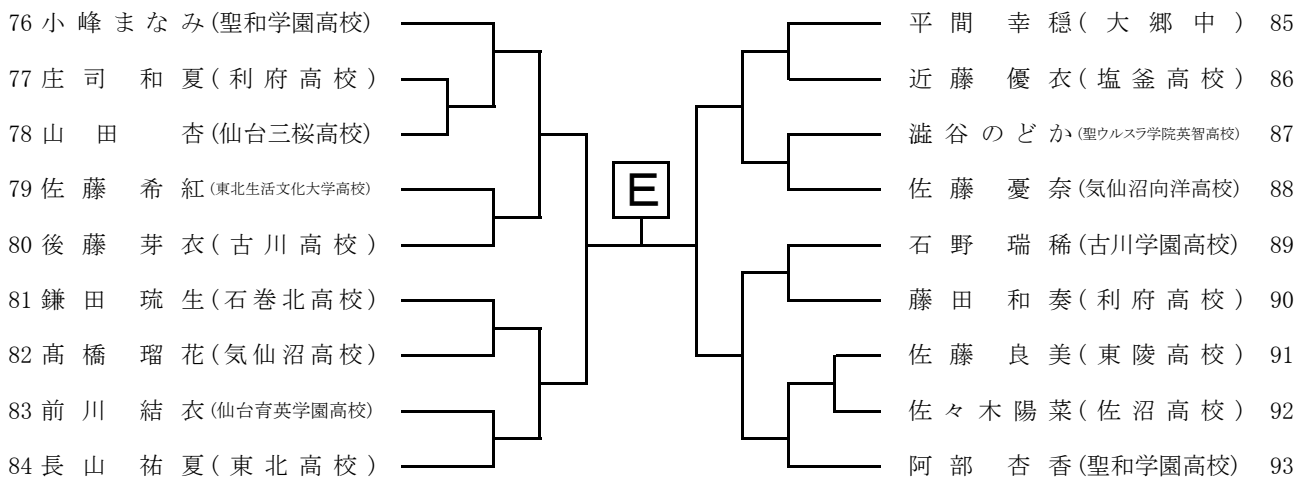 76 小峰まなみ(聖和学園高校)
77 庄司和夏(利府高校)
78 山田杏(仙台三桜高校)
79 佐藤希紅(東北生活文化大学高校)
80 後藤芽衣(古川高校)
81 鎌田琉生(石巻北高校)
82 髙橋瑠花(気仙沼高校)
83 前川結衣(仙台育英学園高校)
84 長山祐夏(東北高校)
E
平間幸穏(大郷中) 85
近藤優衣(塩釜高校) 86
澁谷のどか(聖ウルスラ学院英智高校) 87
佐藤憂奈(気仙沼向洋高校) 88
石野瑞稀(古川学園高校) 89
藤田和奏(利府高校) 90
佐藤良美(東陵高校) 91
佐々木陽菜(佐沼高校) 92
阿部杏香(聖和学園高校) 93